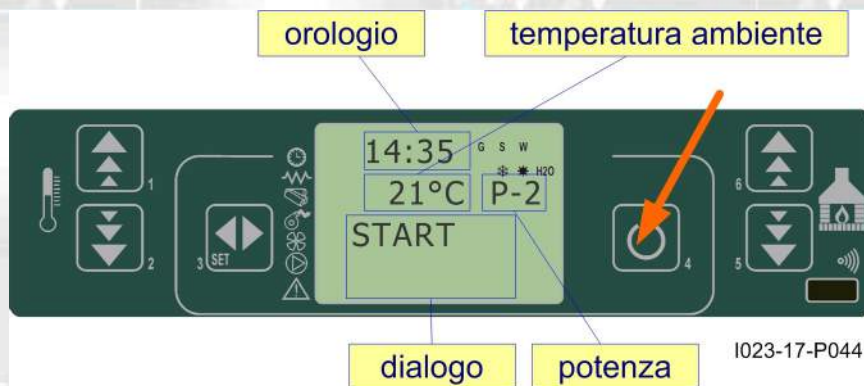 orologio
temperatura ambiente
14:35 G S W
H2O
21°C P-2
START
1
2
3 SET
4
5
6
dialogo
potenza
I023-17-P044